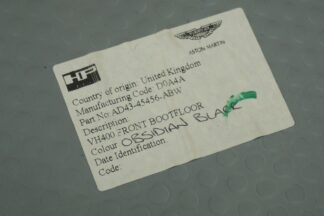 HP
ASTON MARTIN
Country of origin: United Kingdom
Manufacturing Code: D0A4A
Part No: AD43-45456-ABW
Description:
VH400 FRONT BOOTFLOOR
Colour OBSIDIAN BLACK
Date Identification
Code: